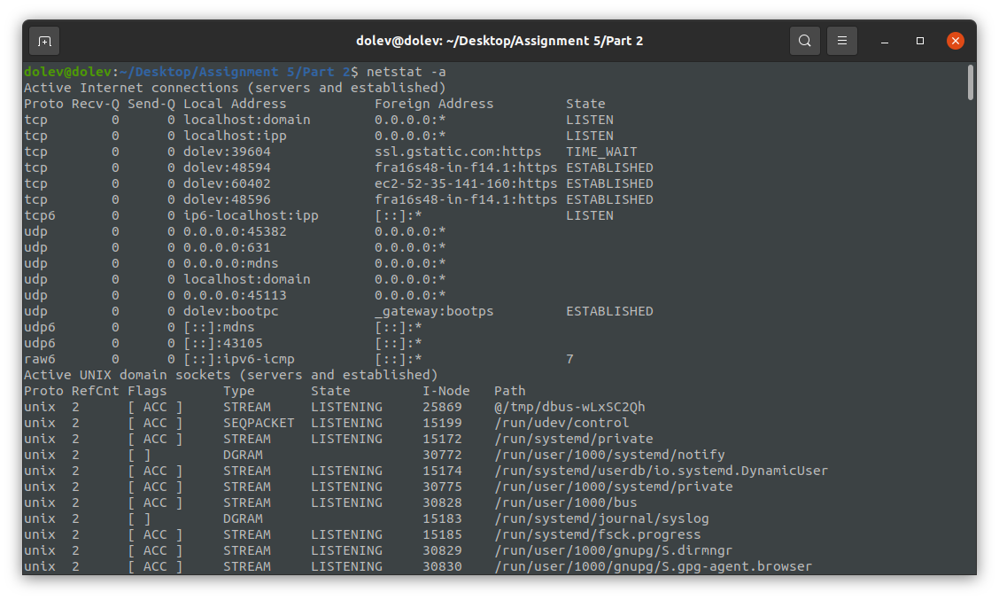 dolev@dolev: ~/Desktop/Assignment 5/Part 2
dolev@dolev:~/Desktop/Assignment 5/Part 2$ netstat -a
Active Internet connections (servers and established)
Proto Recv-Q Send-Q Local Address           Foreign Address         State
tcp        0      0 localhost:domain        0.0.0.0:*               LISTEN
tcp        0      0 localhost:ipp           0.0.0.0:*               LISTEN
tcp        0      0 dolev:39604             ssl.gstatic.com:https   TIME_WAIT
tcp        0      0 dolev:48594             fra16s48-in-f14.1:https ESTABLISHED
tcp        0      0 dolev:60402             ec2-52-35-141-160:https ESTABLISHED
tcp        0      0 dolev:48596             fra16s48-in-f14.1:https ESTABLISHED
tcp6       0      0 ip6-localhost:ipp       [::]:*                  LISTEN
udp        0      0 0.0.0.0:45382           0.0.0.0:*
udp        0      0 0.0.0.0:631             0.0.0.0:*
udp        0      0 0.0.0.0:mdns            0.0.0.0:*
udp        0      0 localhost:domain        0.0.0.0:*
udp        0      0 0.0.0.0:45113           0.0.0.0:*
udp        0      0 dolev:bootpc            _gateway:bootps         ESTABLISHED
udp6       0      0 [::]:mdns               [::]:*
udp6       0      0 [::]:43105              [::]:*
raw6       0      0 [::]:ipv6-icmp          [::]:*                  7
Active UNIX domain sockets (servers and established)
Proto RefCnt Flags       Type       State         I-Node   Path
unix  2      [ ACC ]     STREAM     LISTENING     25869    @/tmp/dbus-wLxSC2Qh
unix  2      [ ACC ]     SEQPACKET  LISTENING     15199    /run/udev/control
unix  2      [ ACC ]     STREAM     LISTENING     15172    /run/systemd/private
unix  2      [ ]         DGRAM                    30772    /run/user/1000/systemd/notify
unix  2      [ ACC ]     STREAM     LISTENING     15174    /run/systemd/userdb/io.systemd.DynamicUser
unix  2      [ ACC ]     STREAM     LISTENING     30775    /run/user/1000/systemd/private
unix  2      [ ACC ]     STREAM     LISTENING     30828    /run/user/1000/bus
unix  2      [ ]         DGRAM                    15183    /run/systemd/journal/syslog
unix  2      [ ACC ]     STREAM     LISTENING     15185    /run/systemd/fsck.progress
unix  2      [ ACC ]     STREAM     LISTENING     30829    /run/user/1000/gnupg/S.dirmngr
unix  2      [ ACC ]     STREAM     LISTENING     30830    /run/user/1000/gnupg/S.gpg-agent.browser